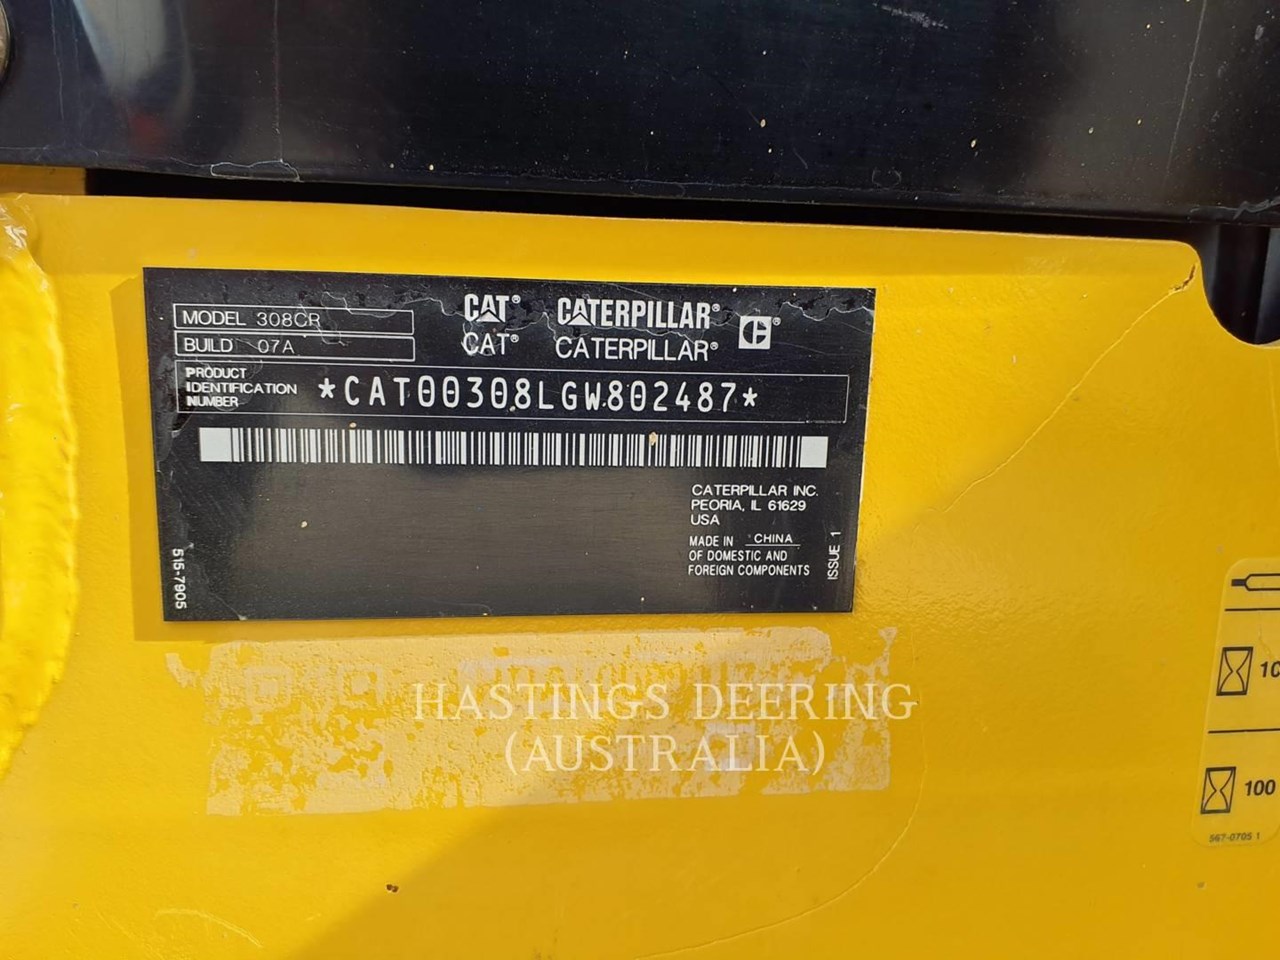 MODEL 308CR
BUILD 07A
CAT® CATERPILLAR®
CAT® CATERPILLAR®
PRODUCT
IDENTIFICATION
NUMBER
*CAT00308LGW802487*
CATERPILLAR INC.
PEORIA, IL 61629
USA
MADE IN CHINA
OF DOMESTIC AND
FOREIGN COMPONENTS
ISSUE 1
515-7905
HASTINGS DEERING
(AUSTRALIA)
10
100
567-0705 1